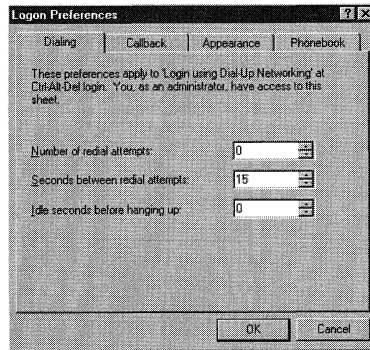 Logon Preferences
Dialing Callback Appearance Phonebook
These preferences apply to 'Login using Dial-Up Networking' at
Ctrl-Alt-Del login. You, as an administrator, have access to this
sheet.
Number of redial attempts: 0
Seconds between redial attempts: 15
Idle seconds before hanging up: 0
OK Cancel